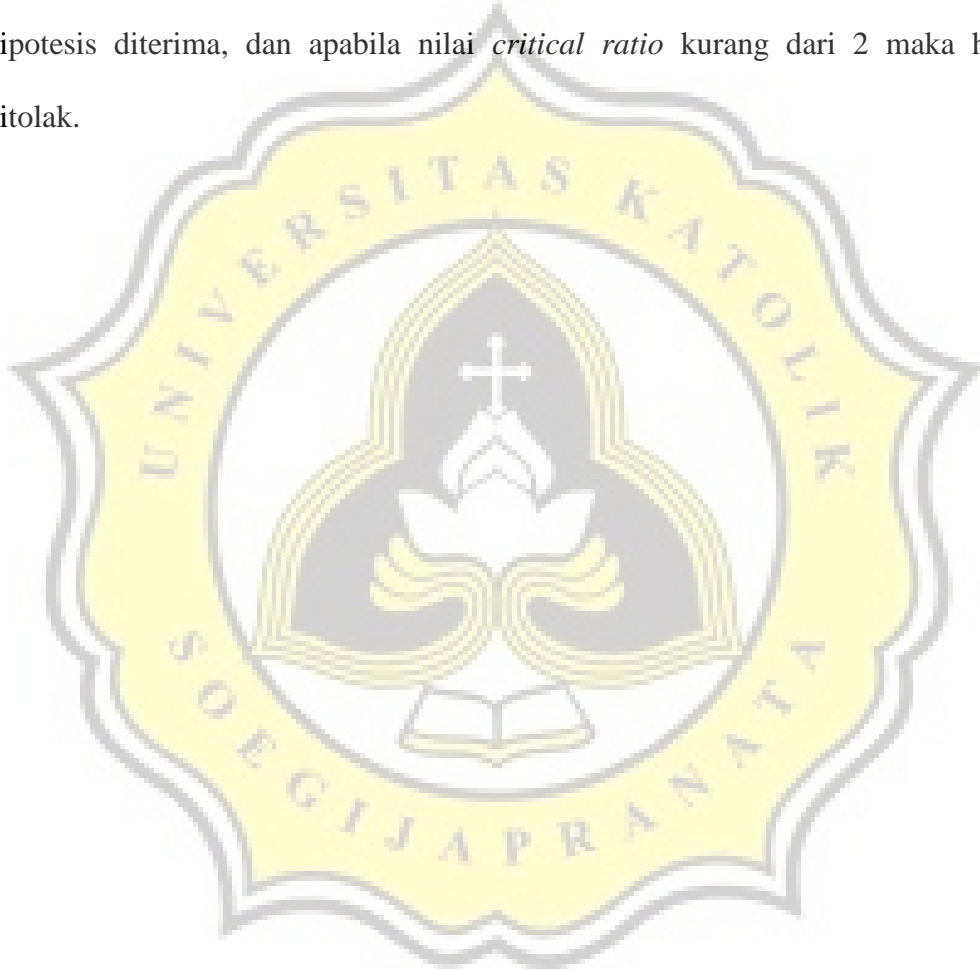 ipotesis diterima, dan apabila nilai critical ratio kurang dari 2 maka h
itolak.
UNIVERSITAS KATOLIK
SOEGIJAPRANATA